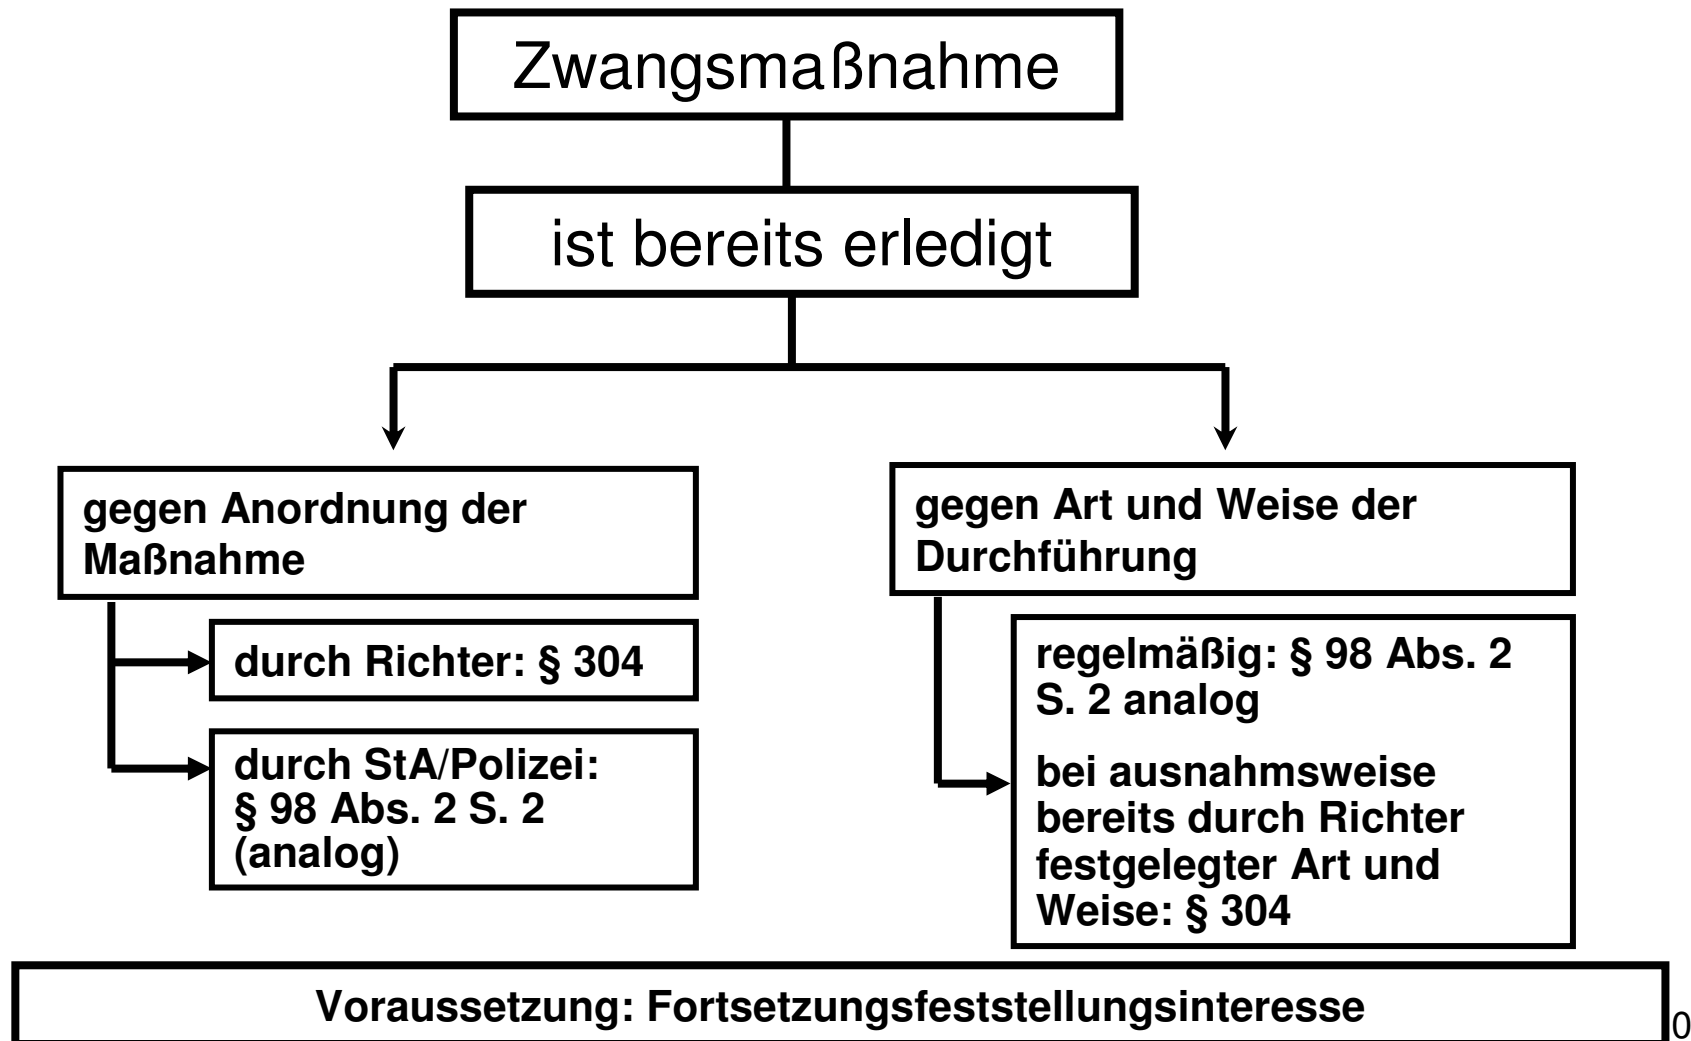 Zwangsmaßnahme
ist bereits erledigt
gegen Anordnung der
Maßnahme
durch Richter: § 304
durch StA/Polizei:
§ 98 Abs. 2 S. 2
(analog)
gegen Art und Weise der
Durchführung
regelmäßig: § 98 Abs. 2
S. 2 analog
bei ausnahmsweise
bereits durch Richter
festgelegter Art und
Weise: § 304
Voraussetzung: Fortsetzungsfeststellungsinteresse
0